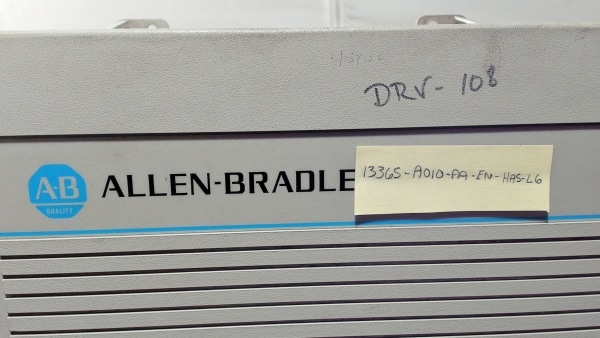 DRV-108
A-B
QUALITY
ALLEN-BRADLE
1336S-A010-AA-EN-HAS-L6